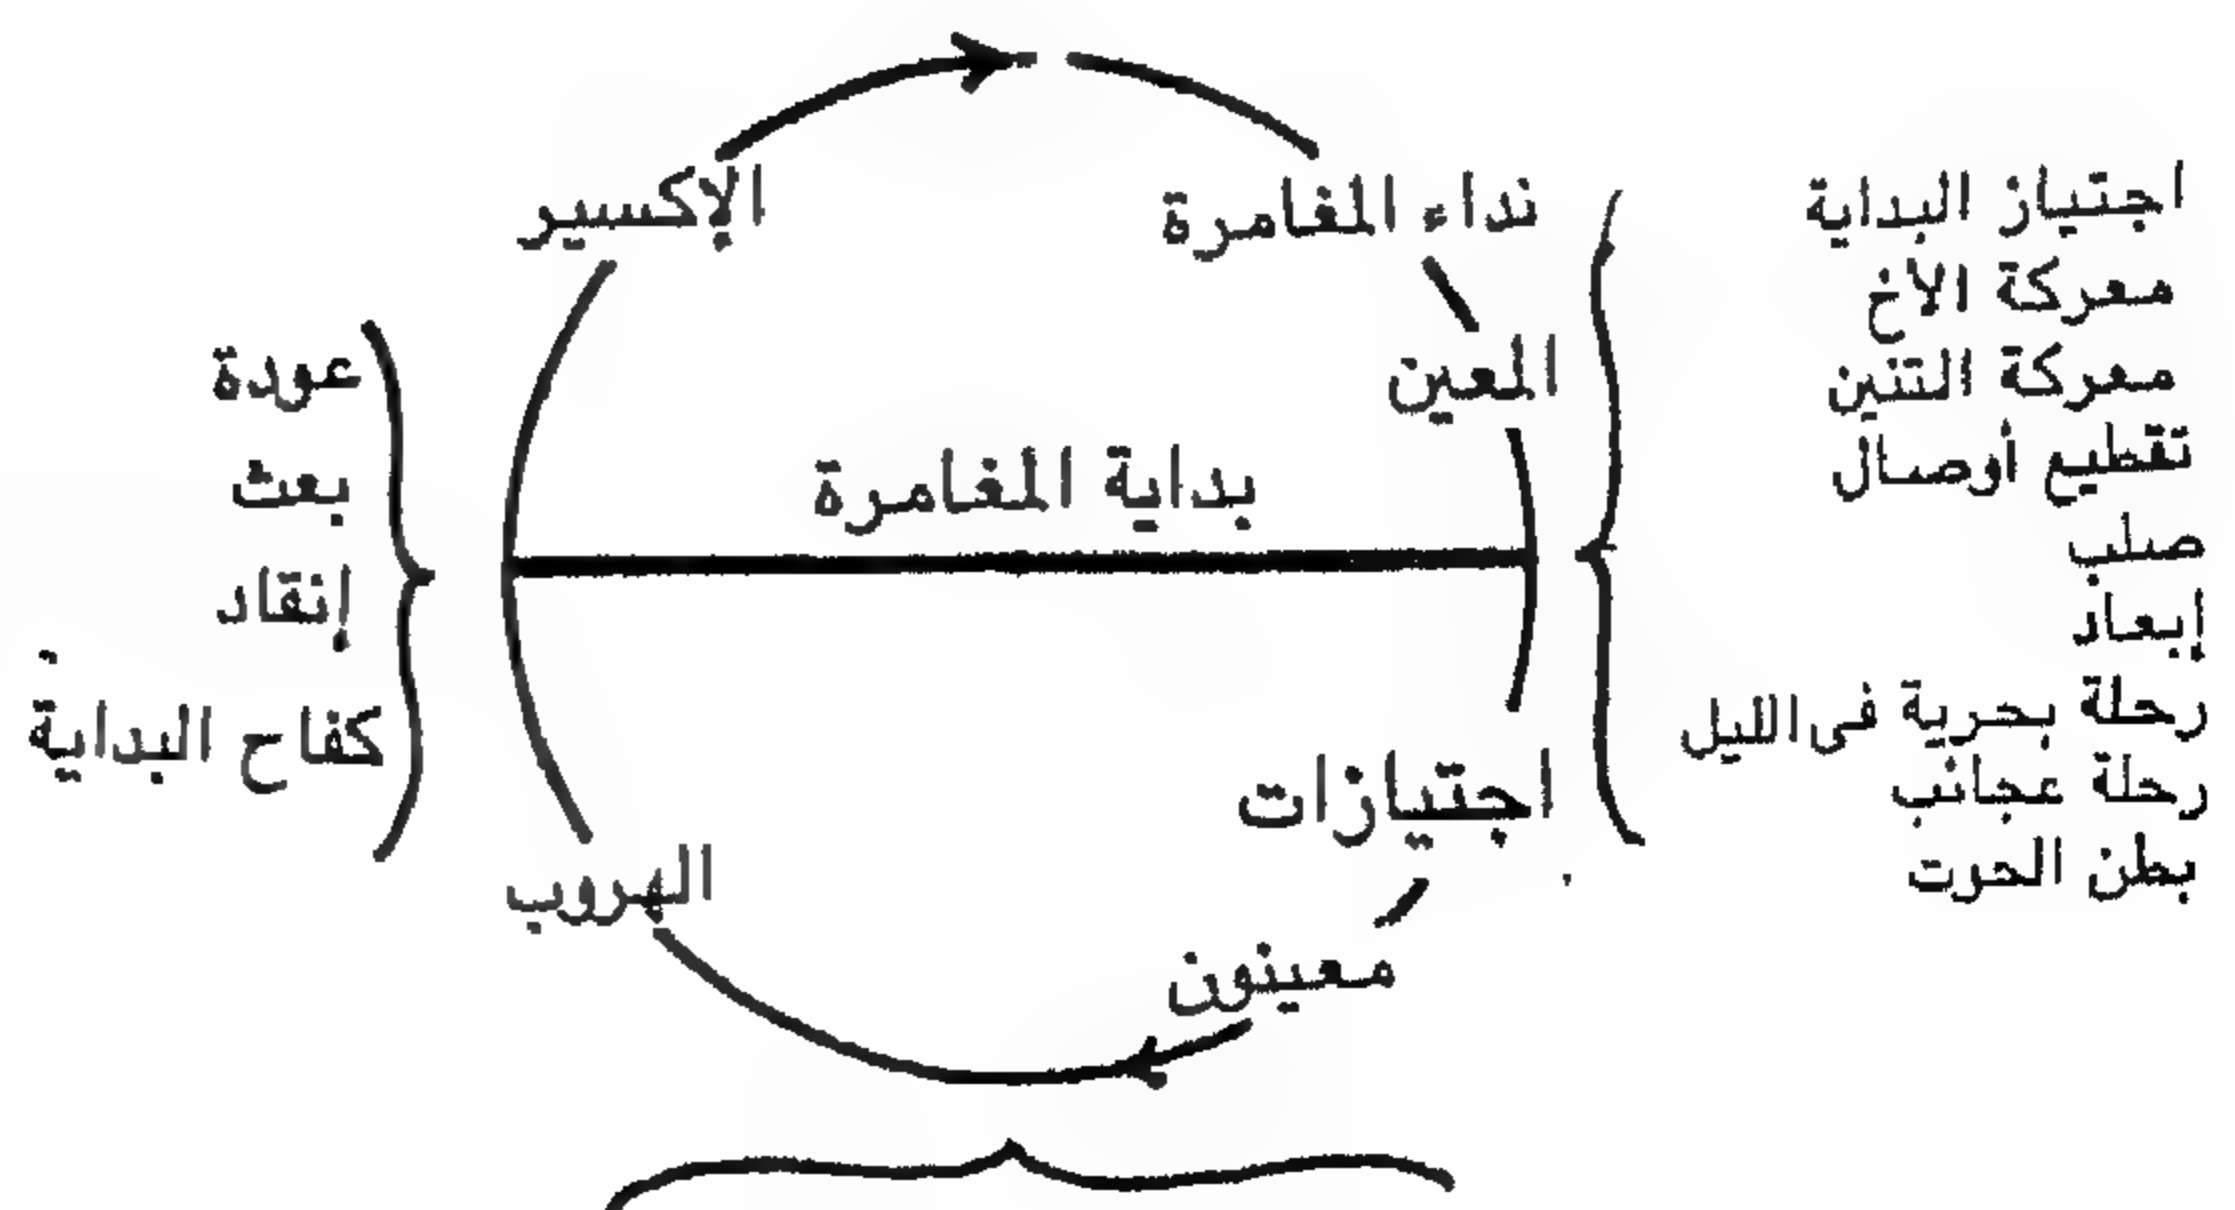 اجتياز البداية
معركة الأخ
معركة التنين
تقطيع أوصال
صلب
إبعاد
رحلة بحرية فى الليل
رحلة عجائب
بطن الحوت
نداء المغامرة
المعين
بداية المغامرة
اجتيازات
معينون
الهروب
الإكسير
عودة
بعث
إنقاد
كفاح البداية